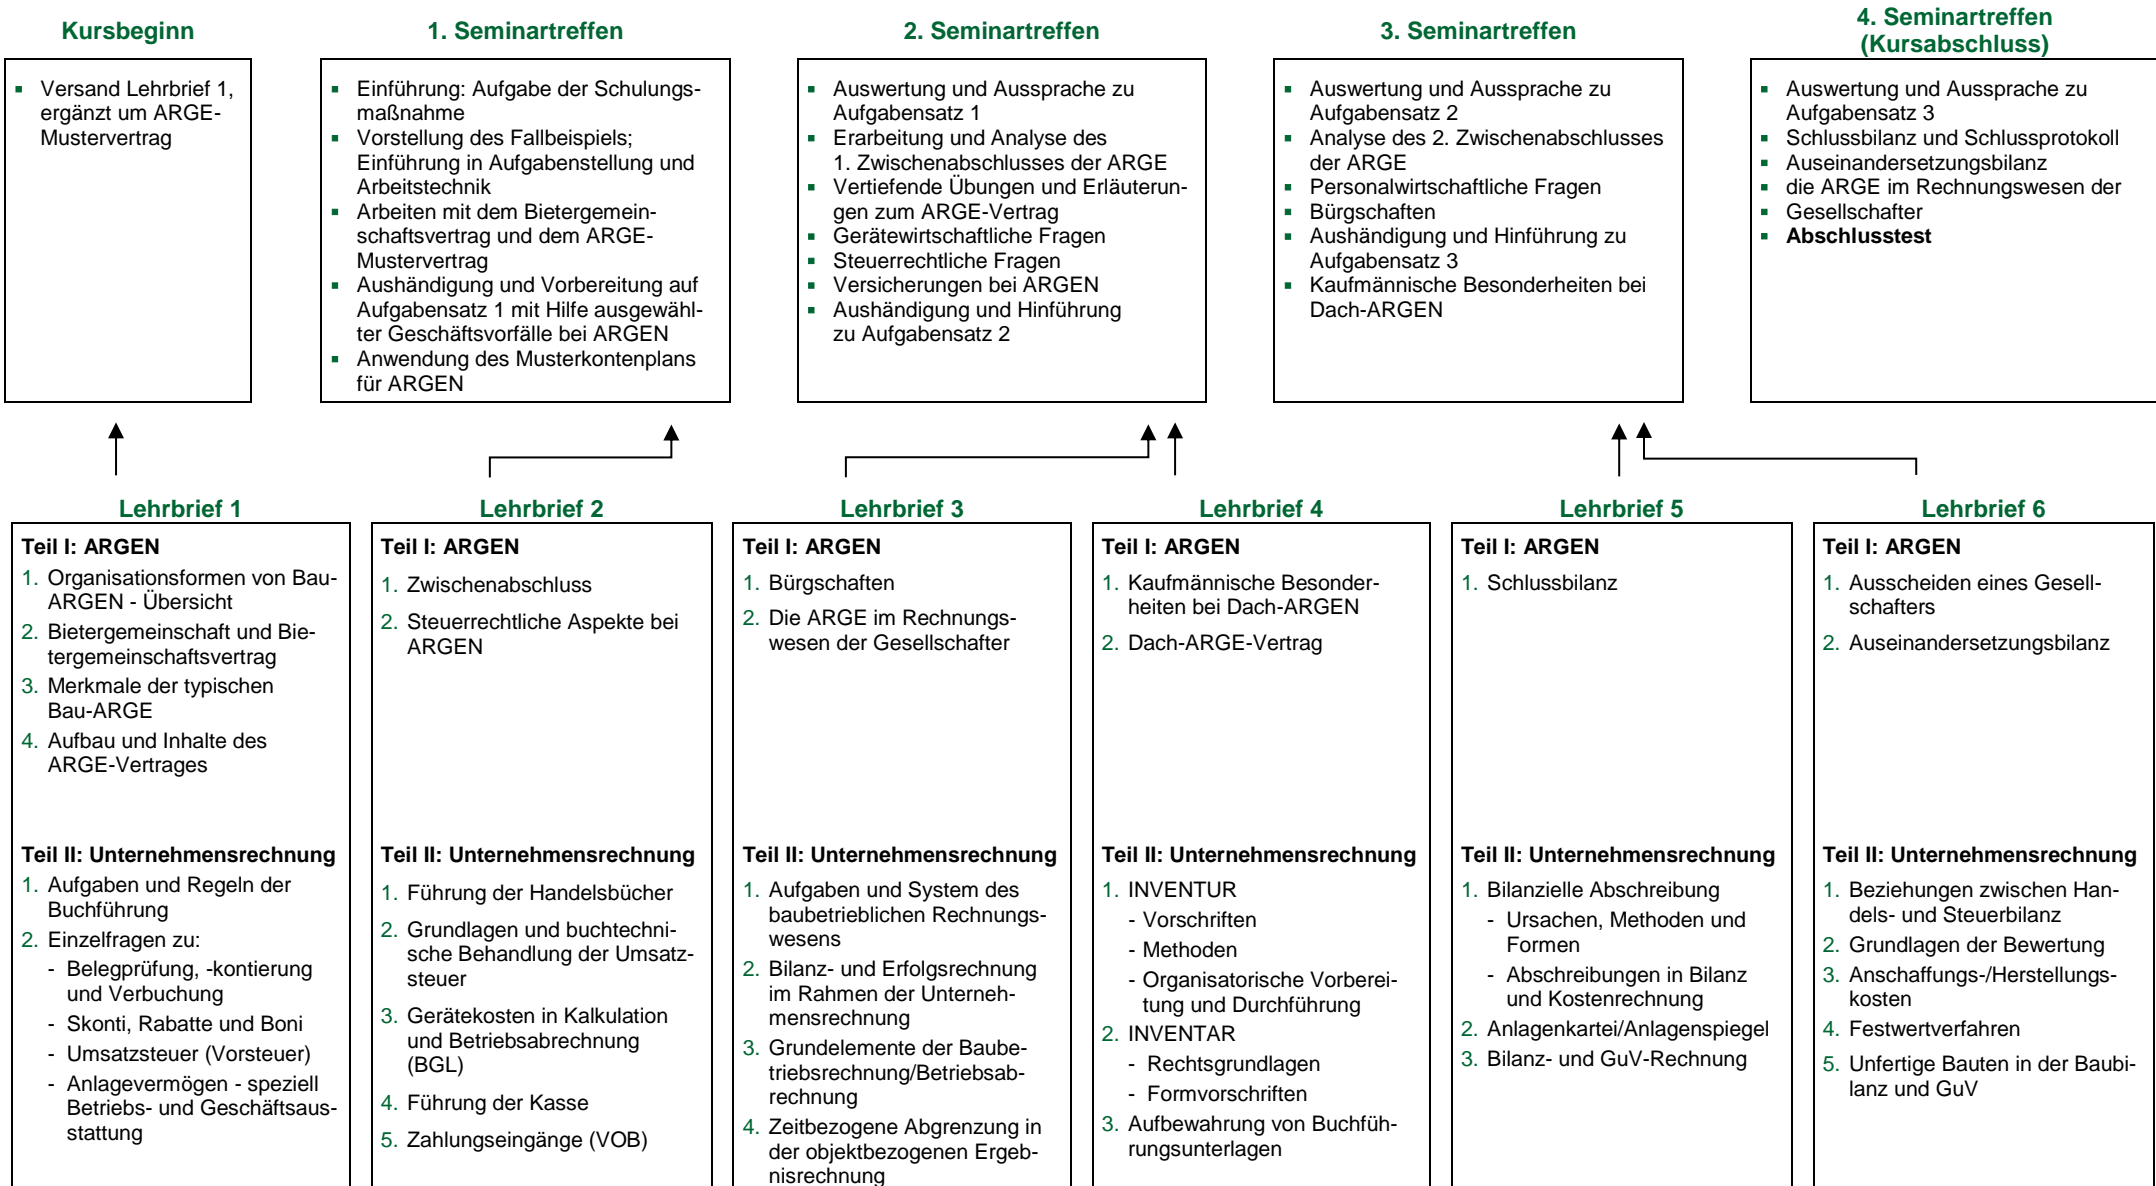 Kursbeginn
Versand Lehrbrief 1,
ergänzt um ARGE-
Mustervertrag
1. Seminartreffen
Einführung: Aufgabe der Schulungs-
maßnahme
Vorstellung des Fallbeispiels;
Einführung in Aufgabenstellung und
Arbeitstechnik
Arbeiten mit dem Bietergemein-
schaftsvertrag und dem ARGE-
Mustervertrag
Aushändigung und Vorbereitung auf
Aufgabensatz 1 mit Hilfe ausgewähl-
ter Geschäftsvorfälle bei ARGEN
Anwendung des Musterkontenplans
für ARGEN
2. Seminartreffen
Auswertung und Aussprache zu
Aufgabensatz 1
Erarbeitung und Analyse des
1. Zwischenabschlusses der ARGE
Vertiefende Übungen und Erläuterun-
gen zum ARGE-Vertrag
Gerätewirtschaftliche Fragen
Steuerrechtliche Fragen
Versicherungen bei ARGEN
Aushändigung und Hinführung
zu Aufgabensatz 2
3. Seminartreffen
Auswertung und Aussprache zu
Aufgabensatz 2
Analyse des 2. Zwischenabschlusses
der ARGE
Personalwirtschaftliche Fragen
Bürgschaften
Aushändigung und Hinführung zu
Aufgabensatz 3
Kaufmännische Besonderheiten bei
Dach-ARGEN
4. Seminartreffen
(Kursabschluss)
Auswertung und Aussprache zu
Aufgabensatz 3
Schlussbilanz und Schlussprotokoll
Auseinandersetzungsbilanz
die ARGE im Rechnungswesen der
Gesellschafter
Abschlusstest
Lehrbrief 1
Teil I: ARGEN
1. Organisationsformen von Bau-
ARGEN - Übersicht
2. Bietergemeinschaft und Bie-
tergemeinschaftsvertrag
3. Merkmale der typischen
Bau-ARGE
4. Aufbau und Inhalte des
ARGE-Vertrages
Teil II: Unternehmensrechnung
1. Aufgaben und Regeln der
Buchführung
2. Einzelfragen zu:
- Belegprüfung, -kontierung
und Verbuchung
- Skonti, Rabatte und Boni
- Umsatzsteuer (Vorsteuer)
- Anlagevermögen - speziell
Betriebs- und Geschäftsaus-
stattung
Lehrbrief 2
Teil I: ARGEN
1. Zwischenabschluss
2. Steuerrechtliche Aspekte bei
ARGEN
Teil II: Unternehmensrechnung
1. Führung der Handelsbücher
2. Grundlagen und buchtechni-
sche Behandlung der Umsatz-
steuer
3. Gerätekosten in Kalkulation
und Betriebsabrechnung
(BGL)
4. Führung der Kasse
5. Zahlungseingänge (VOB)
Lehrbrief 3
Teil I: ARGEN
1. Bürgschaften
2. Die ARGE im Rechnungs-
wesen der Gesellschafter
Teil II: Unternehmensrechnung
1. Aufgaben und System des
baubetrieblichen Rechnungs-
wesens
2. Bilanz- und Erfolgsrechnung
im Rahmen der Unterneh-
mensrechnung
3. Grundelemente der Baube-
triebsrechnung/Betriebsab-
rechnung
4. Zeitbezogene Abgrenzung in
der objektbezogenen Ergeb-
nisrechnung
Lehrbrief 4
Teil I: ARGEN
1. Kaufmännische Besonder-
heiten bei Dach-ARGEN
2. Dach-ARGE-Vertrag
Teil II: Unternehmensrechnung
1. INVENTUR
- Vorschriften
- Methoden
- Organisatorische Vorberei-
tung und Durchführung
2. INVENTAR
- Rechtsgrundlagen
- Formvorschriften
3. Aufbewahrung von Buchfüh-
rungsunterlagen
Lehrbrief 5
Teil I: ARGEN
1. Schlussbilanz
Teil II: Unternehmensrechnung
1. Bilanzielle Abschreibung
- Ursachen, Methoden und
Formen
- Abschreibungen in Bilanz
und Kostenrechnung
2. Anlagenkartei/Anlagenspiegel
3. Bilanz- und GuV-Rechnung
Lehrbrief 6
Teil I: ARGEN
1. Ausscheiden eines Gesell-
schafters
2. Auseinandersetzungsbilanz
Teil II: Unternehmensrechnung
1. Beziehungen zwischen Han-
dels- und Steuerbilanz
2. Grundlagen der Bewertung
3. Anschaffungs-/Herstellungs-
kosten
4. Festwertverfahren
5. Unfertige Bauten in der Baubi-
lanz und GuV